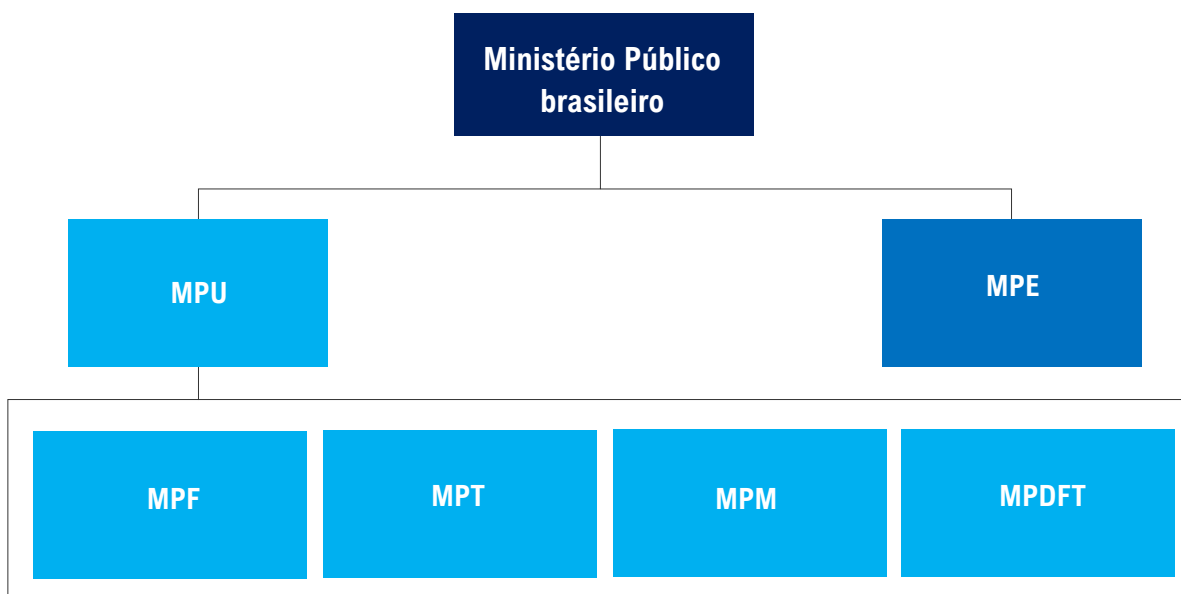 Ministério Público
brasileiro
MPU
MPE
MPF
MPT
MPM
MPDFT